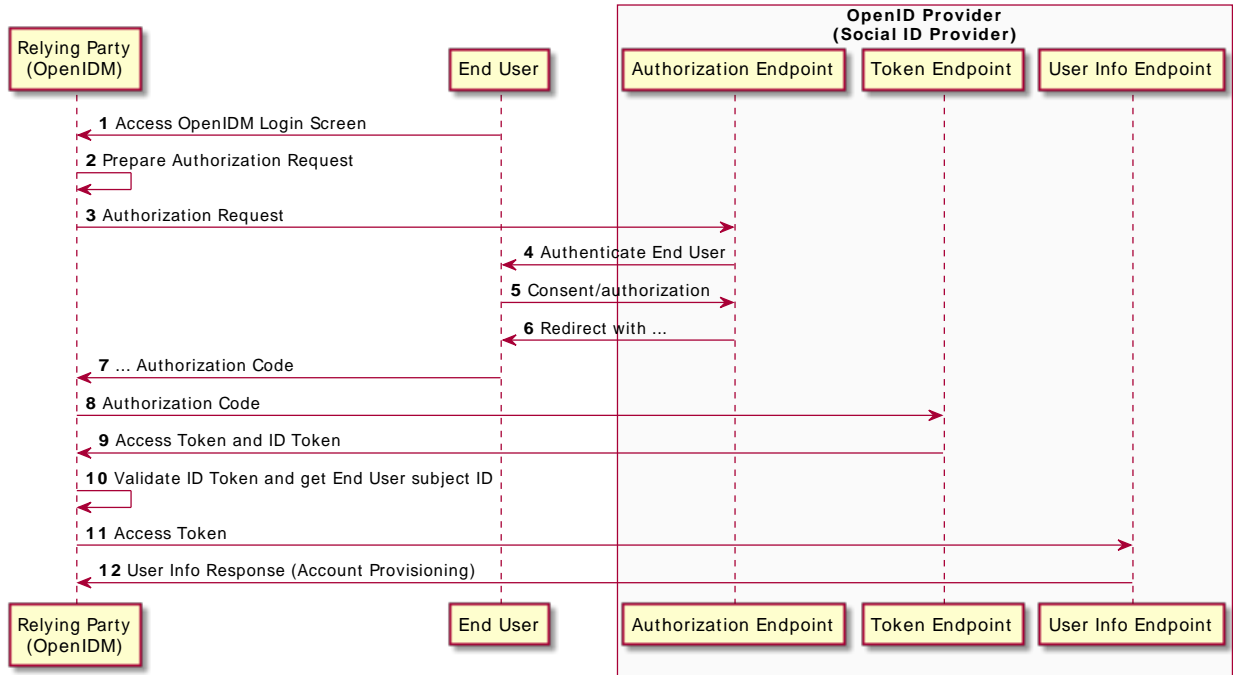 OpenID Provider
(Social ID Provider)
Relying Party
(OpenIDM)
End User
Authorization Endpoint
Token Endpoint
User Info Endpoint
1 Access OpenIDM Login Screen
2 Prepare Authorization Request
3 Authorization Request
4 Authenticate End User
5 Consent/authorization
6 Redirect with ...
7 ... Authorization Code
8 Authorization Code
9 Access Token and ID Token
10 Validate ID Token and get End User subject ID
11 Access Token
12 User Info Response (Account Provisioning)
Relying Party
(OpenIDM)
End User
Authorization Endpoint
Token Endpoint
User Info Endpoint